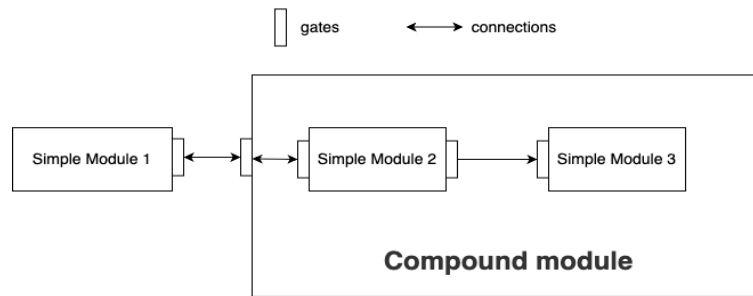 gates
connections
Simple Module 1
Simple Module 2
Simple Module 3
Compound module